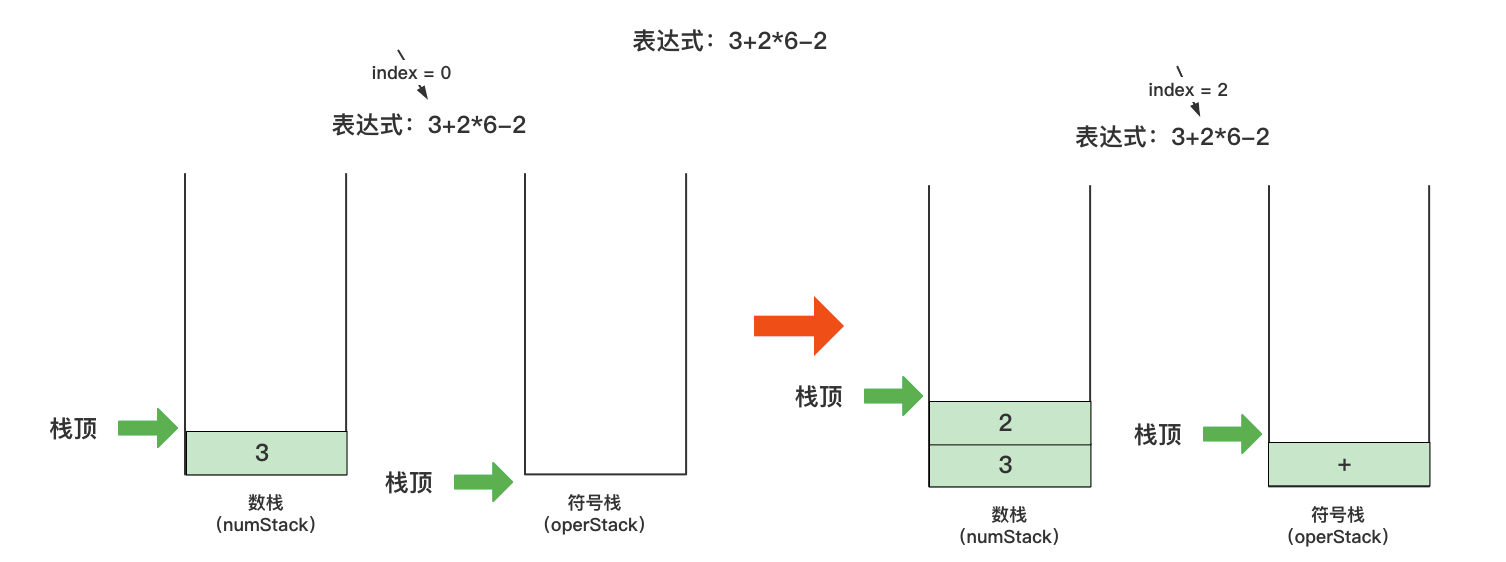 表达式：3+2*6-2
index = 0
表达式：3+2*6-2
栈顶
3
数栈
（numStack）
栈顶
符号栈
（operStack）
index = 2
表达式：3+2*6-2
栈顶
2
3
数栈
（numStack）
栈顶
+
符号栈
（operStack）